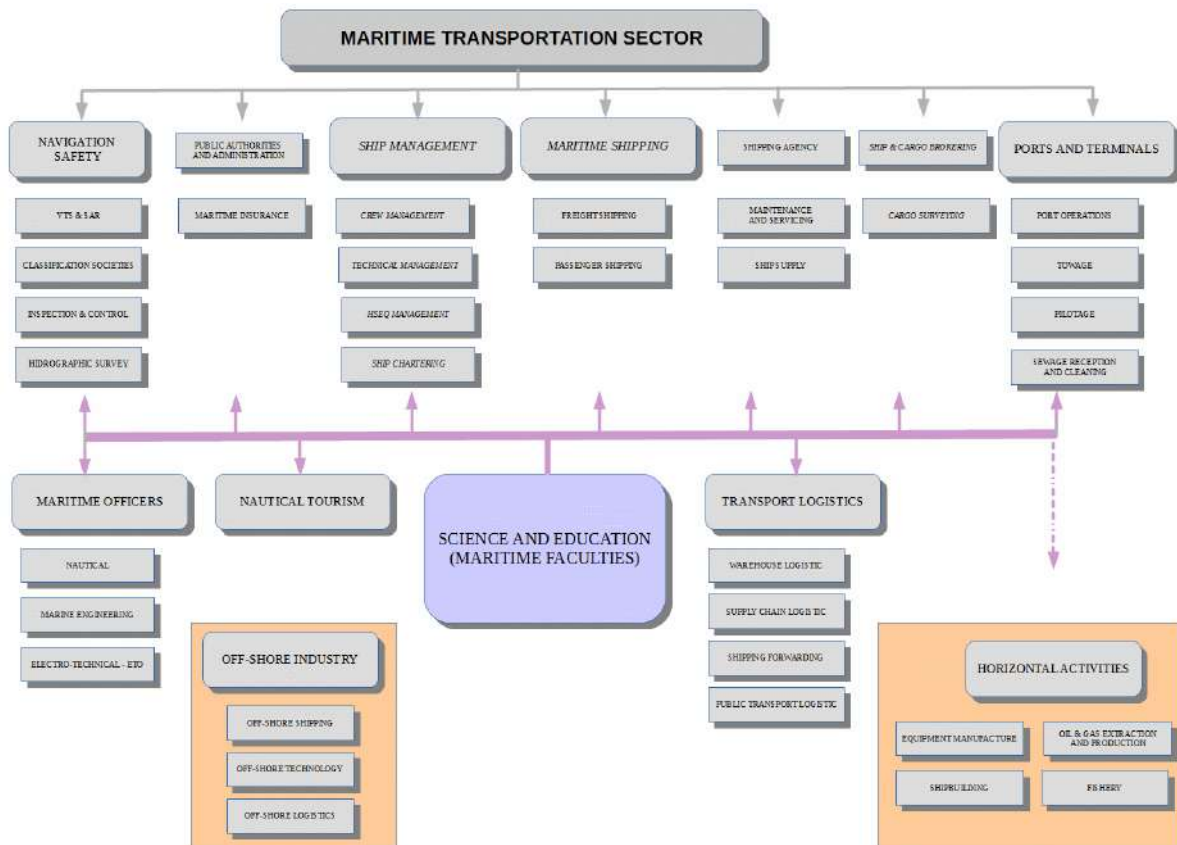 MARITIME TRANSPORTATION SECTOR
NAVIGATION
SAFETY
PUBLIC AUTHORITIES
AND ADMINISTRATION
SHIP MANAGEMENT
MARITIME SHIPPING
SHIPPING AGENCY
SHIP & CARGO BROKERING
PORTS AND TERMINALS
VTS & SAR
MARITIME INSURANCE
CREW MANAGEMENT
FREIGHT SHIPPING
MAINTENANCE
AND SERVICING
CARGO SURVEYING
PORT OPERATIONS
CLASSIFICATION SOCIETIES
TECHNICAL MANAGEMENT
PASSENGER SHIPPING
SHIP SUPPLY
TOWAGE
INSPECTION & CONTROL
HSEQ MANAGEMENT
PILOTAGE
HIDROGRAPHIC SURVEY
SHIP CHARTERING
SEWAGE RECEPTION
AND CLEANING
MARITIME OFFICERS
NAUTICAL TOURISM
SCIENCE AND EDUCATION
(MARITIME FACULTIES)
TRANSPORT LOGISTICS
NAUTICAL
MARINE ENGINEERING
ELECTRO-TECHNICAL - ETO
WAREHOUSE LOGISTIC
SUPPLY CHAIN LOGISTIC
SHIPPING FORWARDING
PUBLIC TRANSPORT LOGISTIC
OFF-SHORE INDUSTRY
OFF-SHORE SHIPPING
OFF-SHORE TECHNOLOGY
OFF-SHORE LOGISTICS
HORIZONTAL ACTIVITIES
EQUIPMENT MANUFACTURE
OIL & GAS EXTRACTION
AND PRODUCTION
SHIPBUILDING
FISHERY